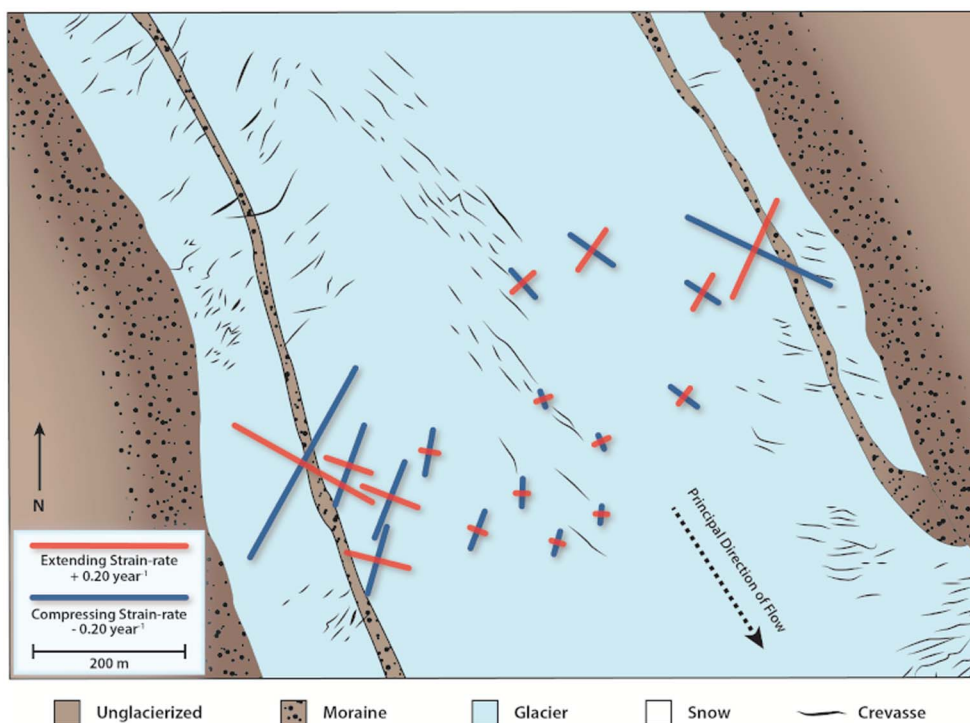 N
Extending Strain-rate
+ 0.20 year⁻¹
Compressing Strain-rate
- 0.20 year⁻¹
200 m
Principal Direction of Flow
Unglacierized
Moraine
Glacier
Snow
Crevasse